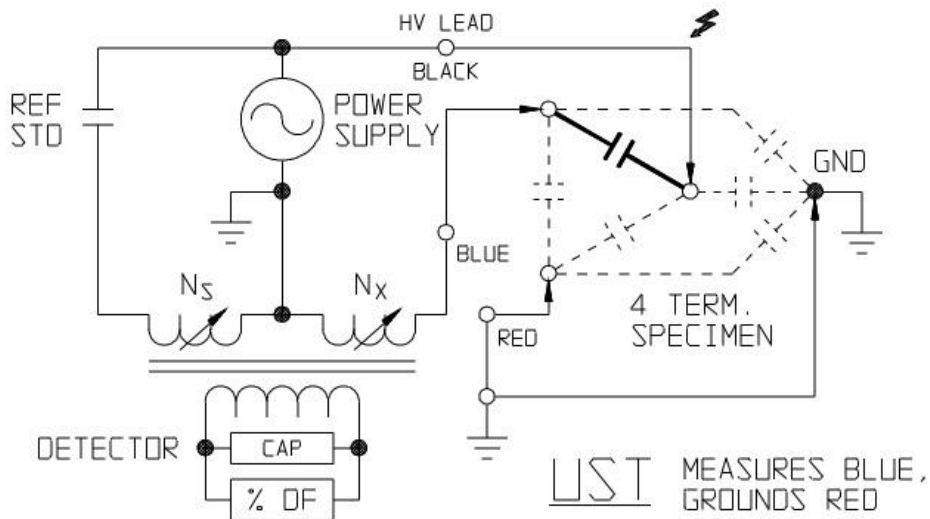 HV LEAD
BLACK
REF
STD
POWER
SUPPLY
GND
BLUE
NS
NX
4 TERM.
SPECIMEN
RED
DETECTOR
CAP
% DF
UST
MEASURES BLUE,
GROUNDS RED